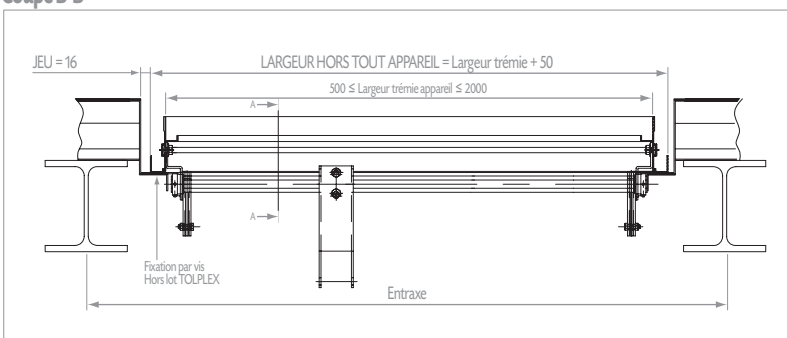 Coupe B-B
JEU = 16
LARGEUR HORS TOUT APPAREIL = Largeur trémie + 50
500 ≤ Largeur trémie appareil ≤ 2000
A
A
Fixation par vis
Hors lot TOLPLEX
Entraxe